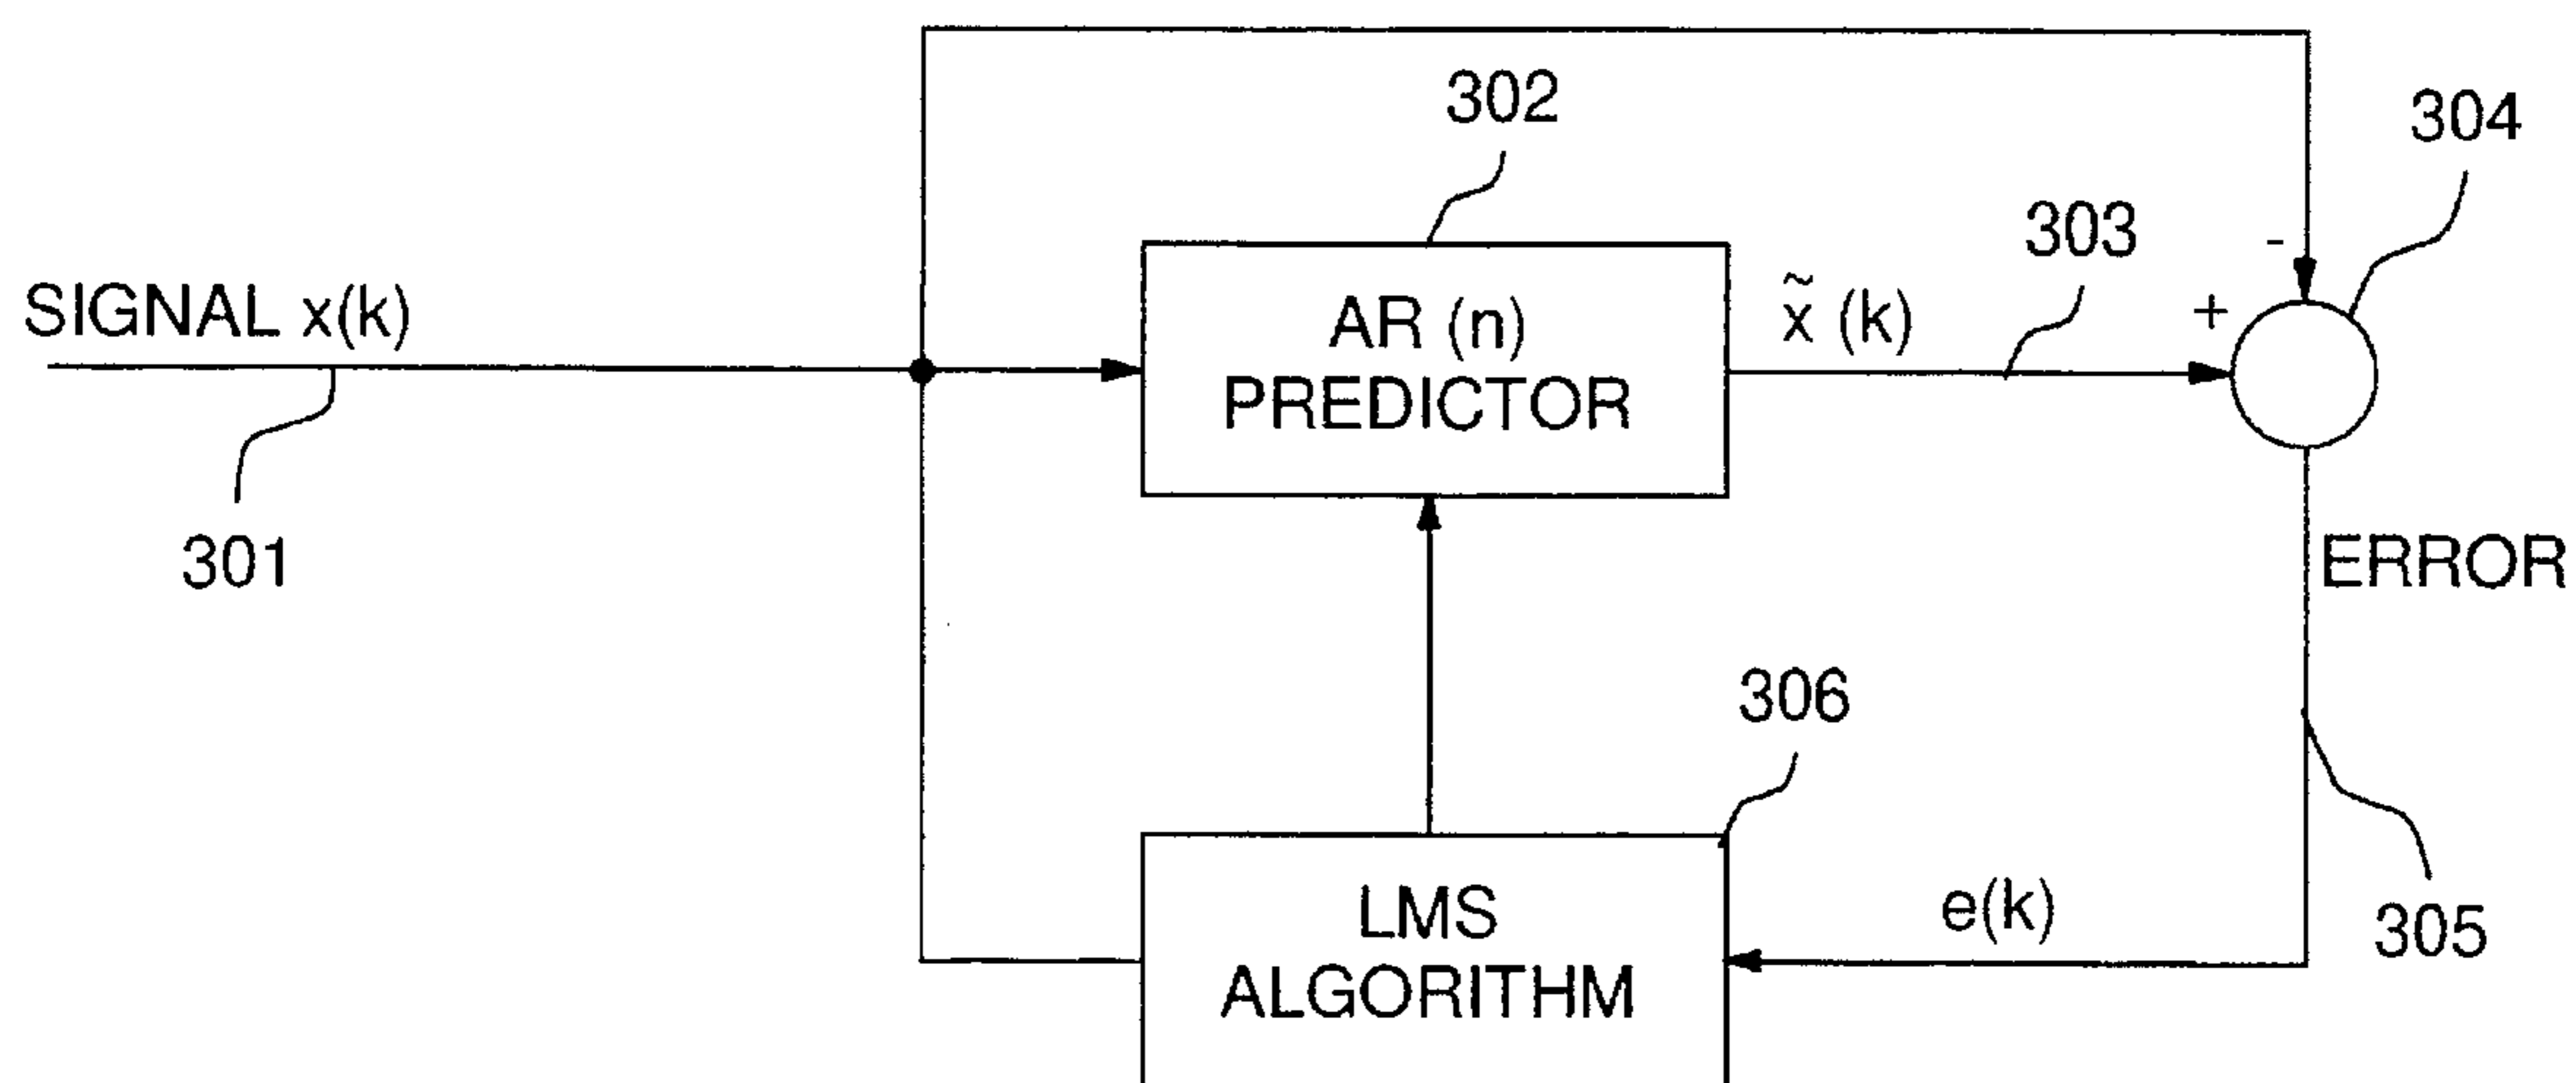 302
304
303
-
+
SIGNAL x(k)
x̃ (k)
AR (n)
PREDICTOR
301
ERROR
306
LMS
ALGORITHM
e(k)
305